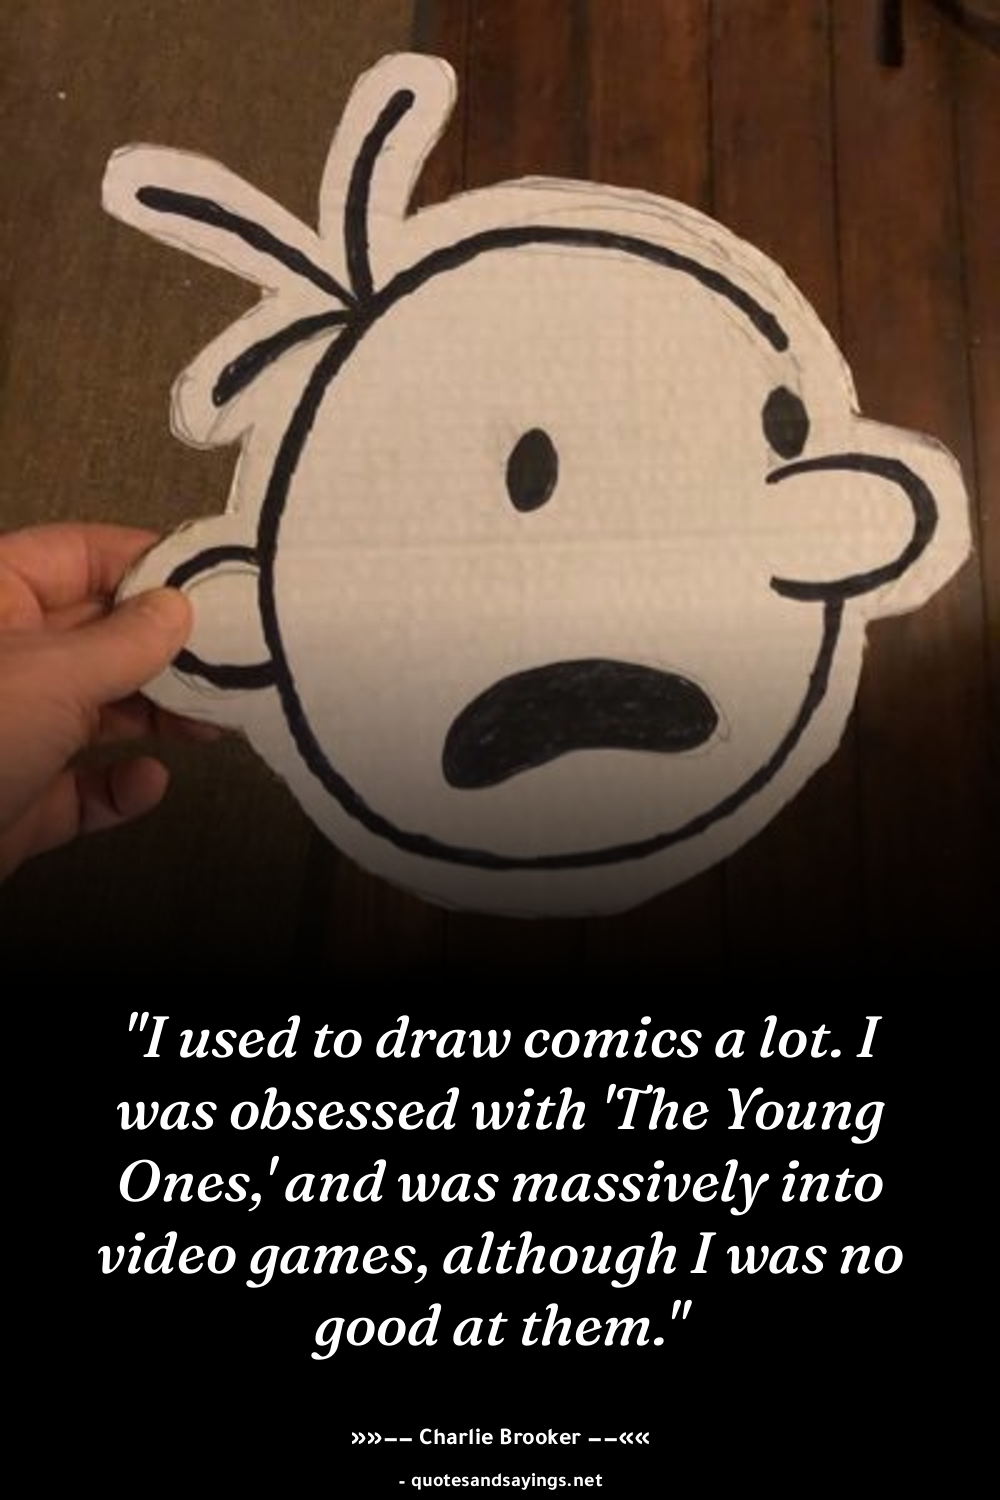 "I used to draw comics a lot. I
was obsessed with 'The Young
Ones,' and was massively into
video games, although I was no
good at them."
»»–– Charlie Brooker ––««
- quotesandsayings.net